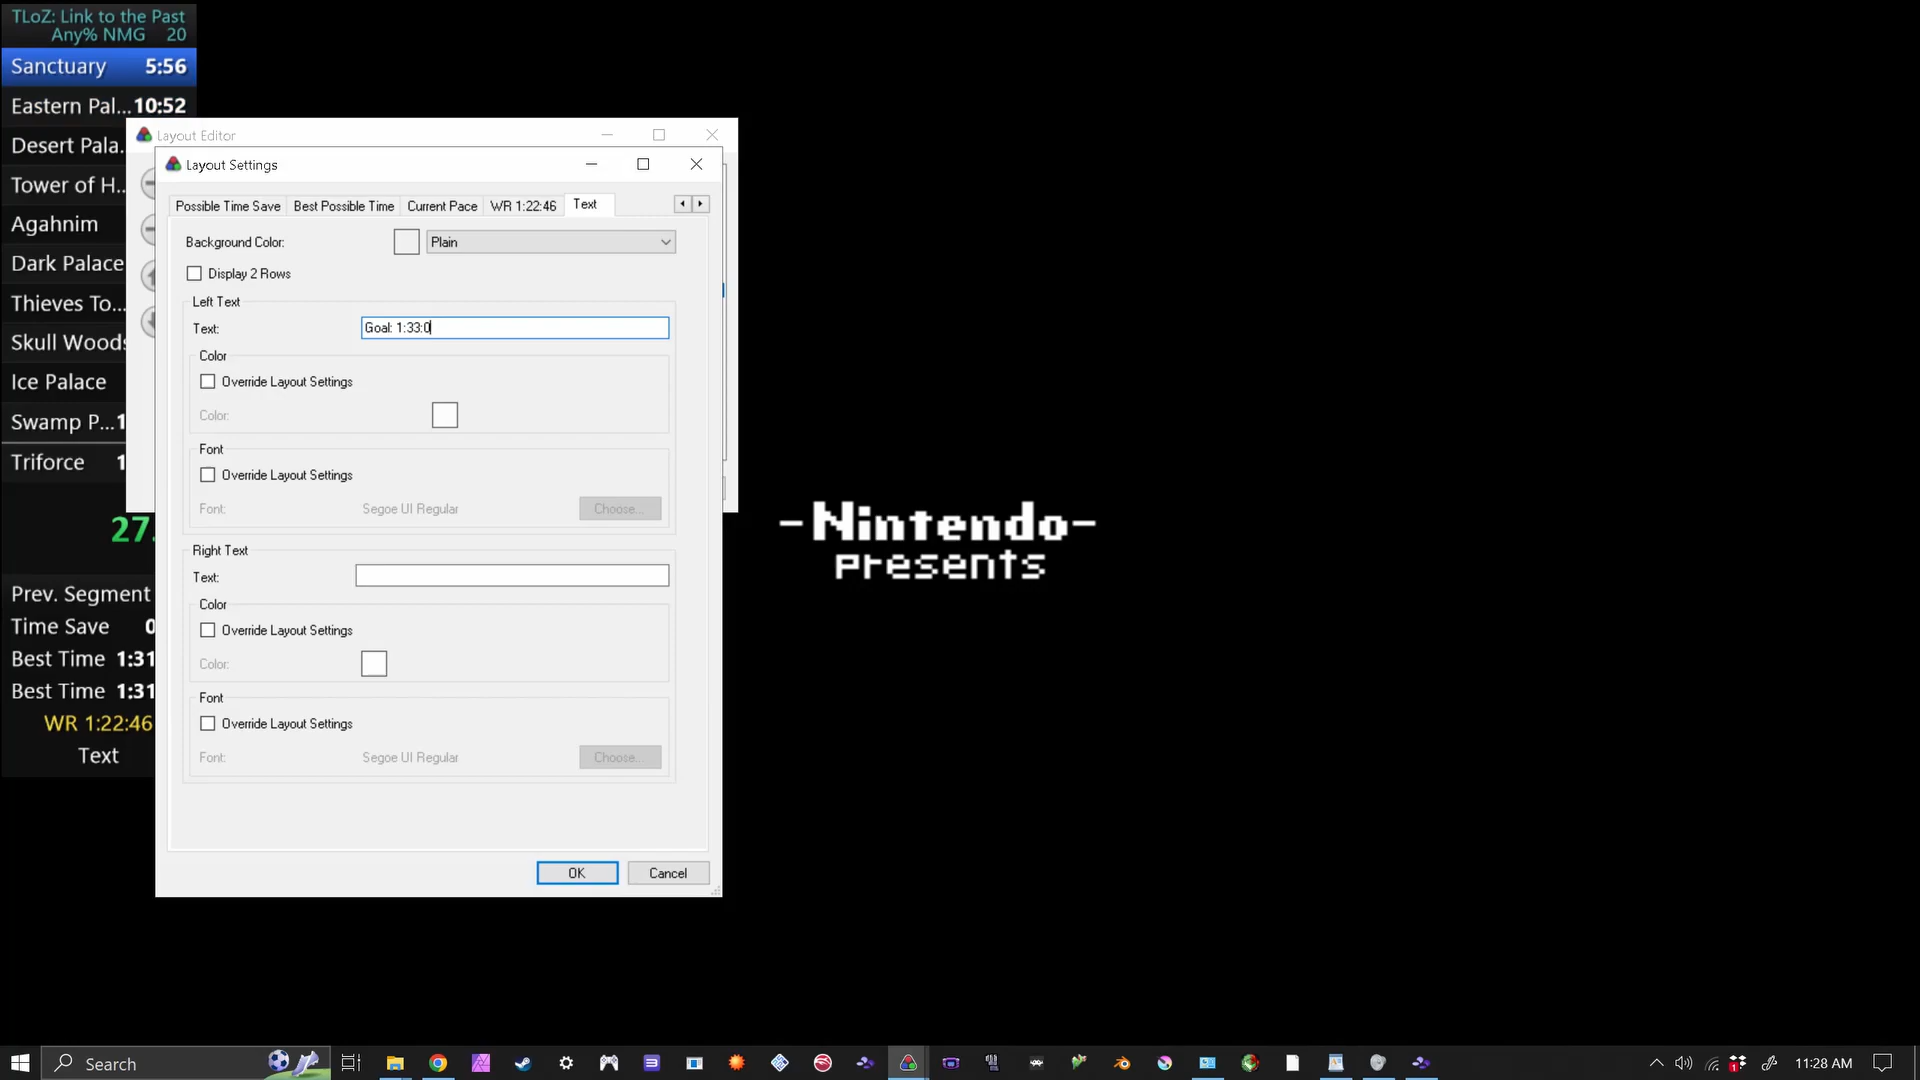 TLoZ: Link to the Past
Any% NMG 20
Sanctuary 5:56
Eastern Pal... 10:52
Desert Pala.
Tower of H..
Agahnim
Dark Palace
Thieves To...
Skull Woods
Ice Palace
Swamp P... 1
Triforce 1
27.
Prev. Segment
Time Save 0
Best Time 1:31
Best Time 1:31
WR 1:22:46
Text
Layout Editor
Layout Settings
Possible Time Save Best Possible Time Current Pace WR 1:22:46 Text
Background Color: Plain
Display 2 Rows
Left Text
Text: Goal: 1:33:0
Color
Override Layout Settings
Color:
Font
Override Layout Settings
Font: Segoe UI Regular Choose...
Right Text
Text:
Color
Override Layout Settings
Color:
Font
Override Layout Settings
Font: Segoe UI Regular Choose...
OK Cancel
-Nintendo-
presents
Search
1
11:28 AM